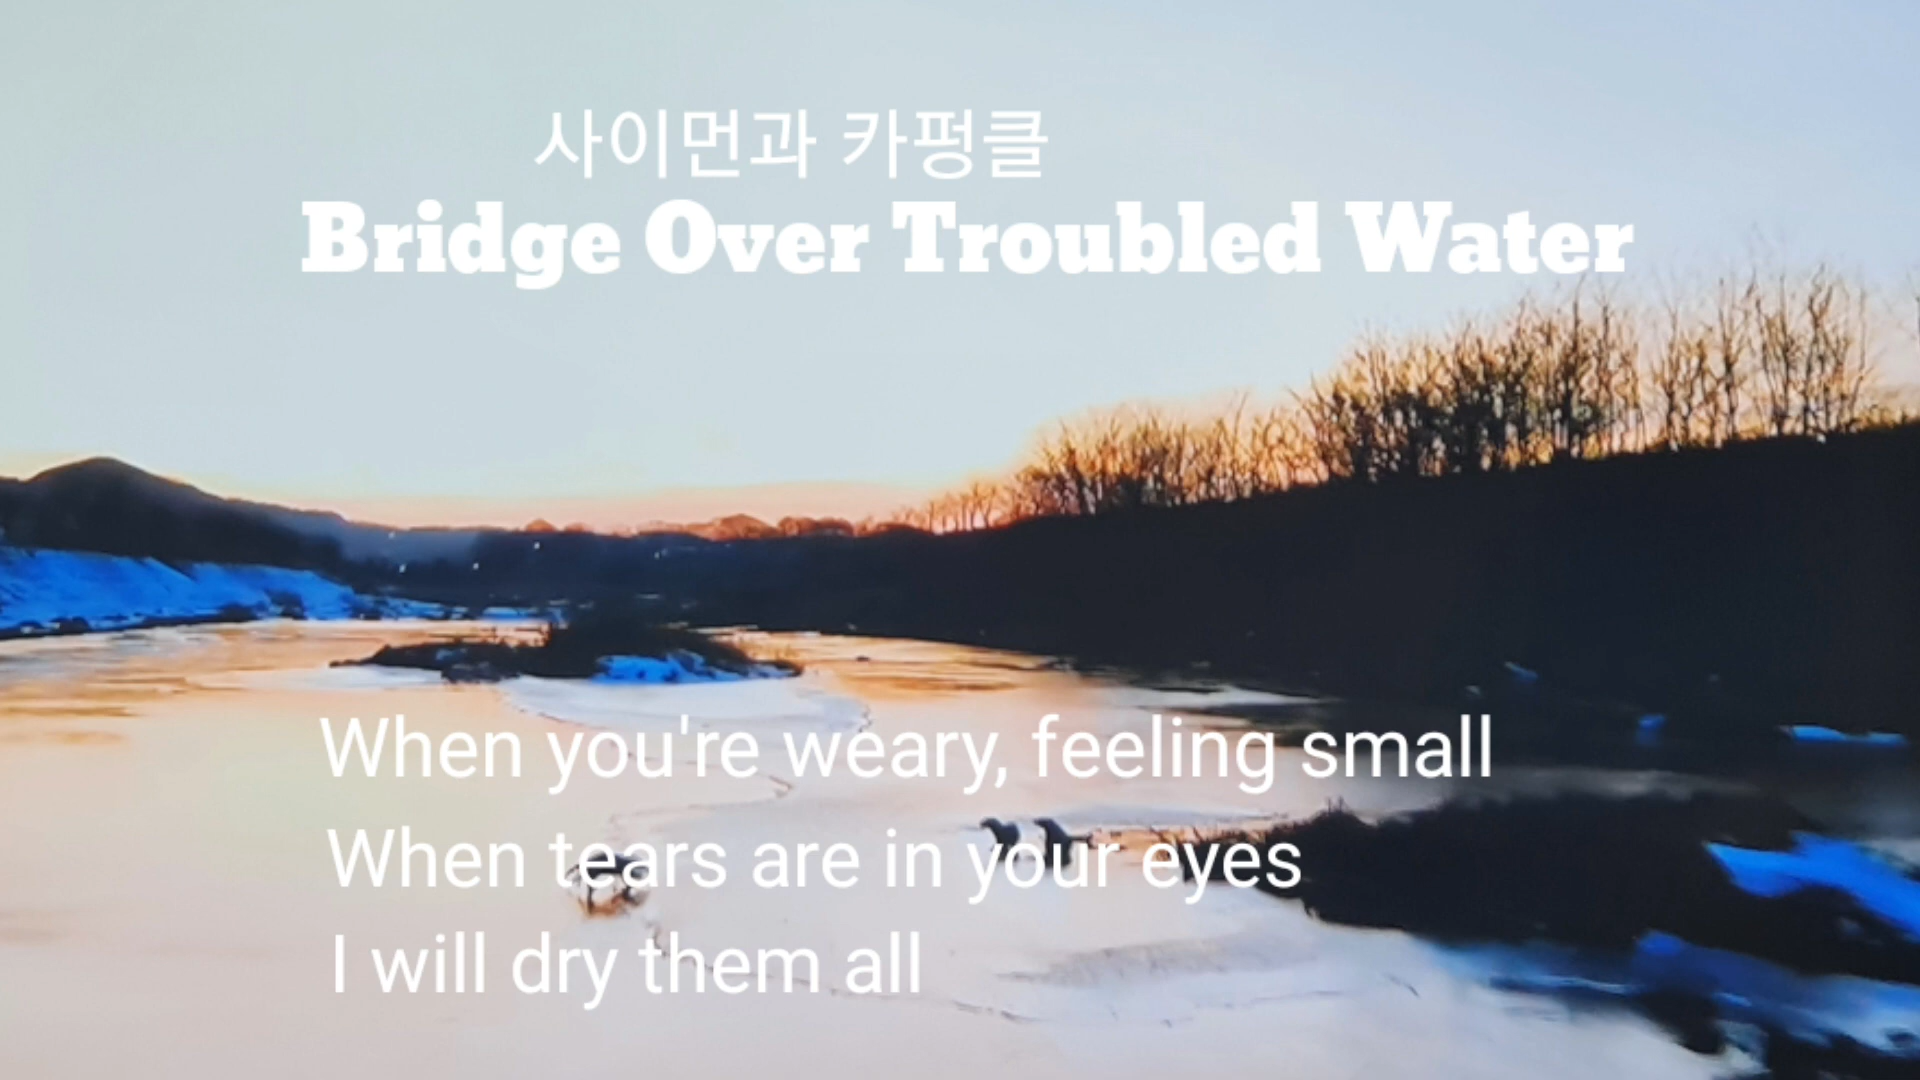 사이먼과 카펑클
Bridge Over Troubled Water
When you're weary, feeling small
When tears are in your eyes
I will dry them all